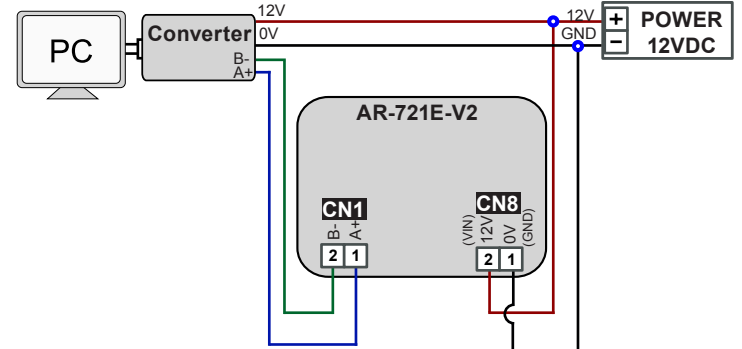 12V
12V
+
POWER
PC
Converter
0V
GND
−
12VDC
B-
A+
AR-721E-V2
CN1
CN8
B-
A+
(VIN)
12V
0V
(GND)
2
1
2
1